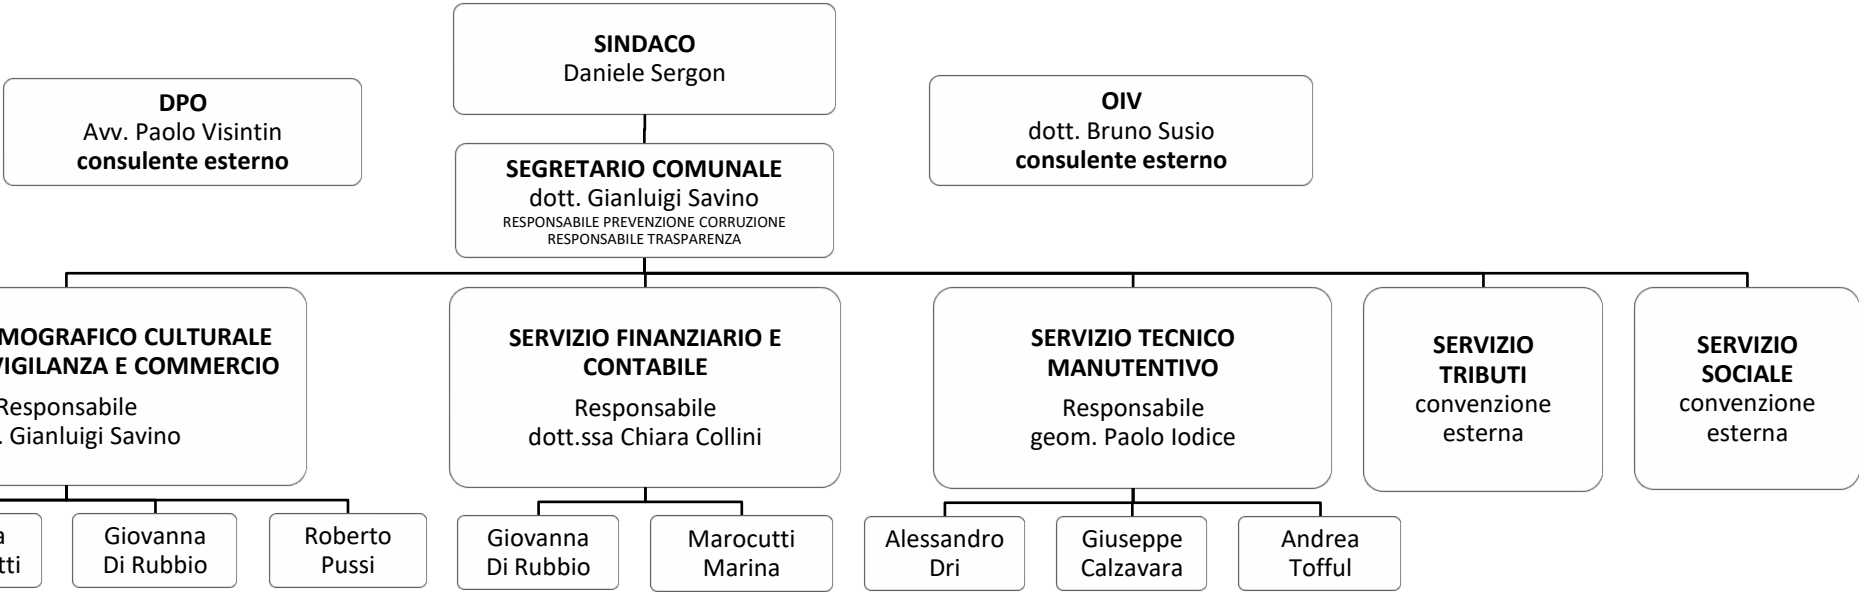 SINDACO
Daniele Sergon
DPO
Avv. Paolo Visintin
consulente esterno
OIV
dott. Bruno Susio
consulente esterno
SEGRETARIO COMUNALE
dott. Gianluigi Savino
RESPONSABILE PREVENZIONE CORRUZIONE
RESPONSABILE TRASPARENZA
MOGRAFICO CULTURALE
VIGILANZA E COMMERCIO
Responsabile
. Gianluigi Savino
SERVIZIO FINANZIARIO E
CONTABILE
Responsabile
dott.ssa Chiara Collini
SERVIZIO TECNICO
MANUTENTIVO
Responsabile
geom. Paolo Iodice
SERVIZIO
TRIBUTI
convenzione
esterna
SERVIZIO
SOCIALE
convenzione
esterna
a
tti
Giovanna
Di Rubbio
Roberto
Pussi
Giovanna
Di Rubbio
Marocutti
Marina
Alessandro
Dri
Giuseppe
Calzavara
Andrea
Tofful